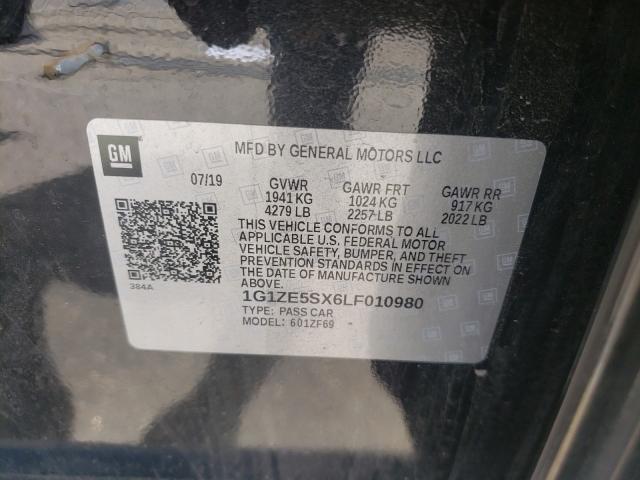 GM
MFD BY GENERAL MOTORS LLC
07/19 GVWR GAWR FRT GAWR RR
1941 KG 1024 KG 917 KG
4279 LB 2257 LB 2022 LB
THIS VEHICLE CONFORMS TO ALL
APPLICABLE U.S. FEDERAL MOTOR
VEHICLE SAFETY, BUMPER, AND THEFT
PREVENTION STANDARDS IN EFFECT ON
THE DATE OF MANUFACTURE SHOWN
ABOVE.
384A
1G1ZE5SX6LF010980
TYPE: PASS CAR
MODEL: 601ZF69